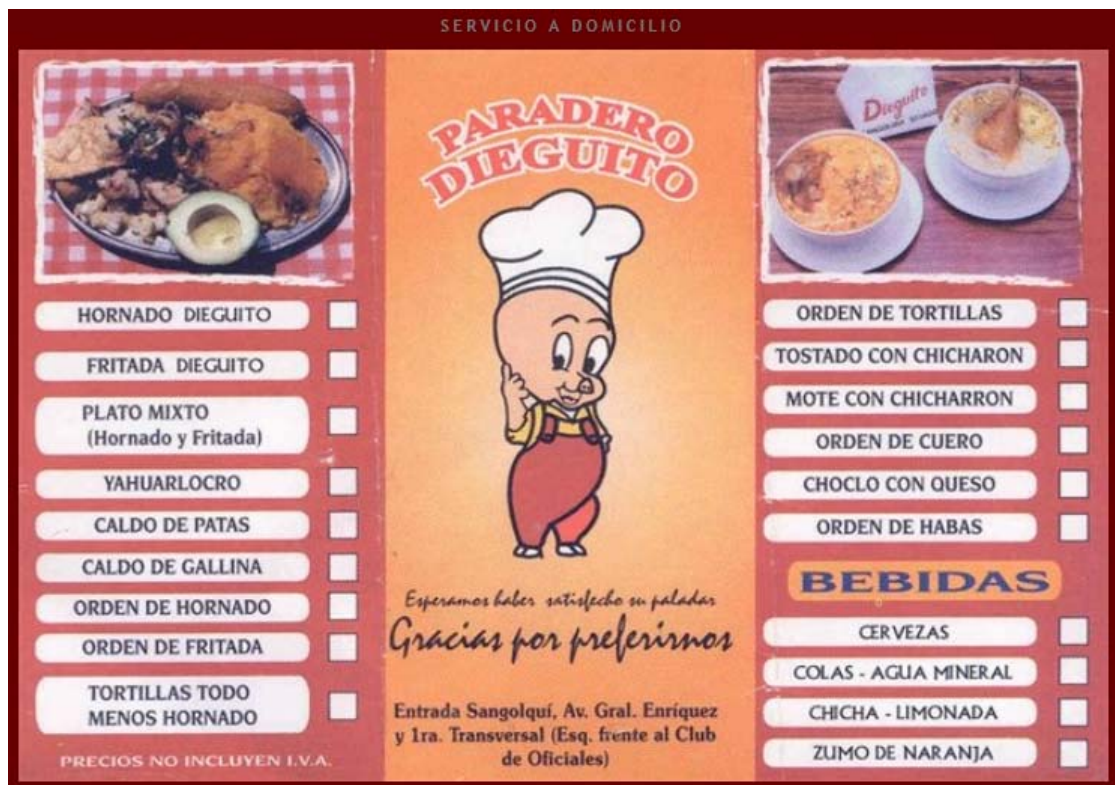 SERVICIO A DOMICILIO
HORNADO DIEGUITO
FRITADA DIEGUITO
PLATO MIXTO
(Hornado y Fritada)
YAHUARLOCRO
CALDO DE PATAS
CALDO DE GALLINA
ORDEN DE HORNADO
ORDEN DE FRITADA
TORTILLAS TODO
MENOS HORNADO
PRECIOS NO INCLUYEN I.V.A.
PARADERO
DIEGUITO
Esperamos haber satisfecho su paladar
Gracias por preferirnos
Entrada Sangolquí, Av. Gral. Enríquez
y 1ra. Transversal (Esq. frente al Club
de Oficiales)
Dieguito
ORDEN DE TORTILLAS
TOSTADO CON CHICHARON
MOTE CON CHICHARRON
ORDEN DE CUERO
CHOCLO CON QUESO
ORDEN DE HABAS
BEBIDAS
CERVEZAS
COLAS - AGUA MINERAL
CHICHA - LIMONADA
ZUMO DE NARANJA